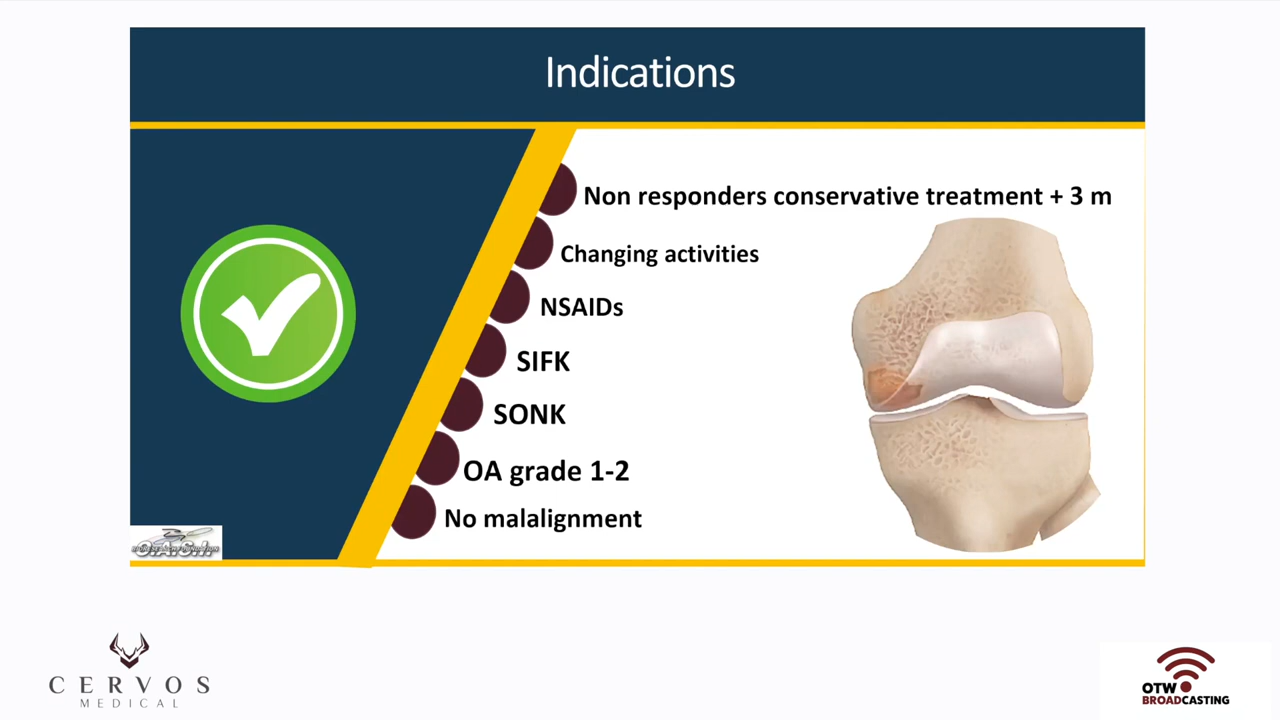 Indications
Non responders conservative treatment + 3 m
Changing activities
NSAIDs
SIFK
SONK
OA grade 1-2
No malalignment
CERVOS
MEDICAL
OTW
BROADCASTING